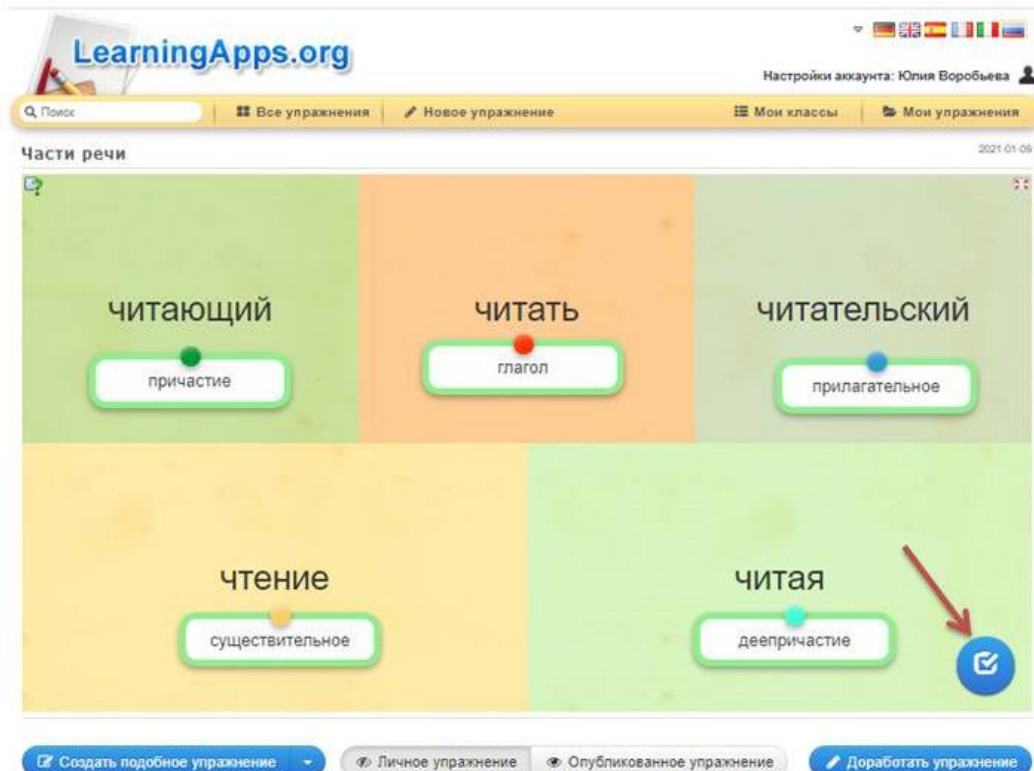 LearningApps.org
Настройки аккаунта: Юлия Воробьева
Поиск Все упражнения Новое упражнение Мои классы Мои упражнения
Части речи 2021-01-09
читающий читать читательский
причастие глагол прилагательное
чтение читая
существительное деепричастие
Создать подобное упражнение Личное упражнение Опубликованное упражнение Доработать упражнение